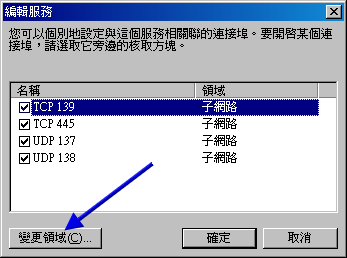 編輯服務
您可以個別地設定與這個服務相關聯的連接埠。要開啓某個連
接埠，請選取它旁邊的核取方塊。
名稱 領域
TCP 139 子網路
TCP 445 子網路
UDP 137 子網路
UDP 138 子網路
變更領域(C)... 確定 取消